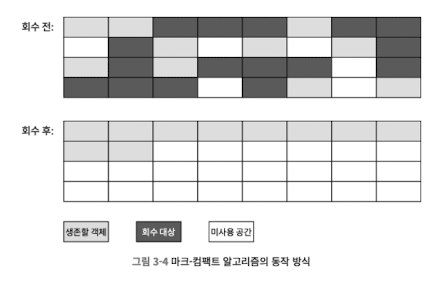 회수 전:
회수 후:
생존할 객체 회수 대상 미사용 공간
그림 3-4 마크-컴팩트 알고리즘의 동작 방식